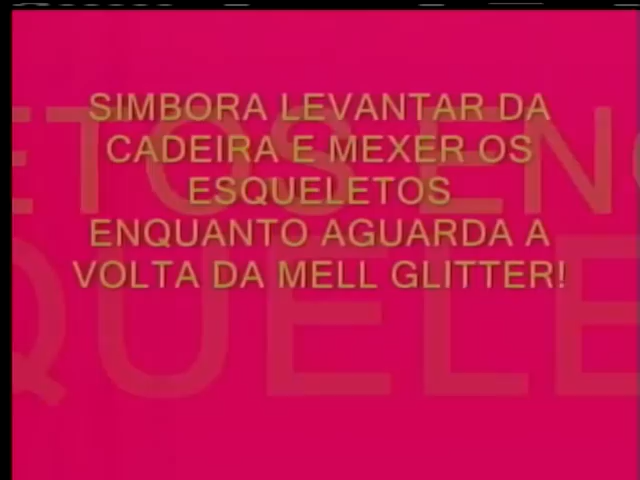 SIMBORA LEVANTAR DA
CADEIRA E MEXER OS
ESQUELETOS
ENQUANTO AGUARDA A
VOLTA DA MELL GLITTER!